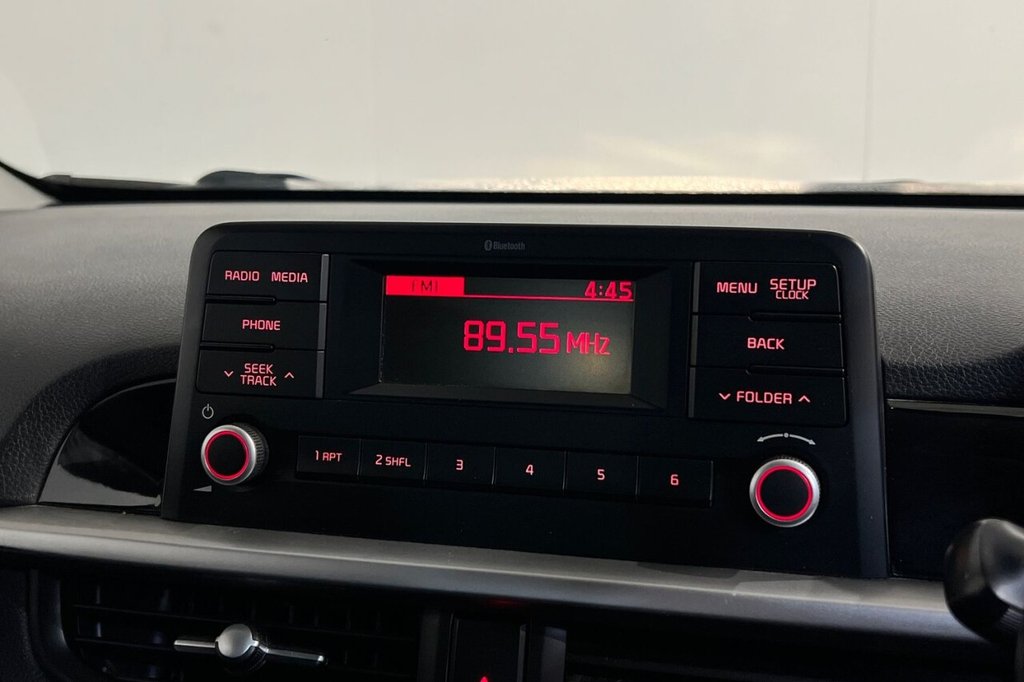 Bluetooth
RADIO MEDIA
PHONE
SEEK
TRACK
FM1 4:45
89.55 MHz
MENU SETUP
CLOCK
BACK
FOLDER
1 RPT 2 SHFL 3 4 5 6